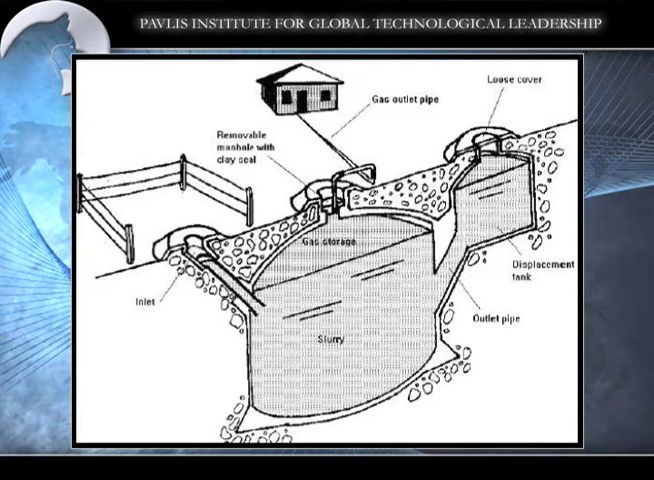 PAVLIS INSTITUTE FOR GLOBAL TECHNOLOGICAL LEADERSHIP
Loose cover
Gas outlet pipe
Removable
manhole with
clay seal
Gas storage
Displacement
tank
Inlet
Outlet pipe
Slurry